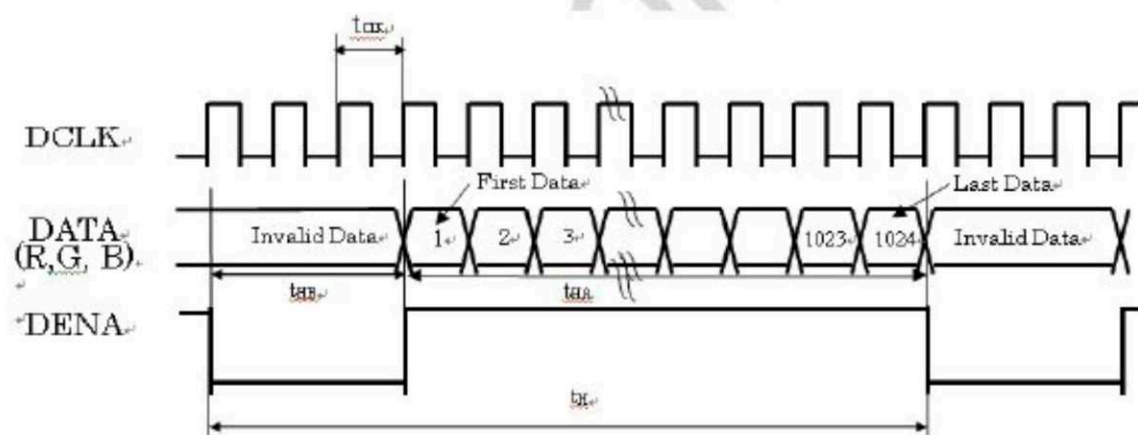 tCLK
DCLK
First Data
Last Data
DATA
(R,G, B)
Invalid Data
1
2
3
1023
1024
Invalid Data
tHB
tHA
DENA
tH